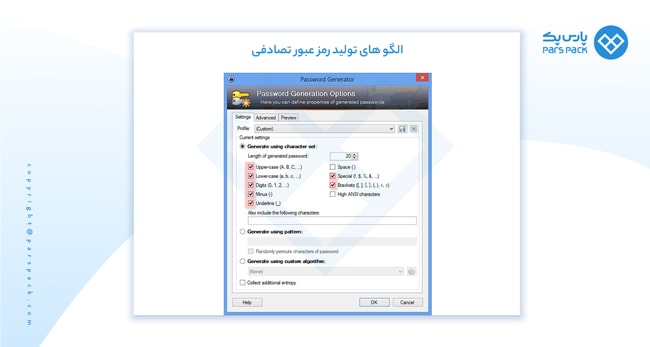 الگو های تولید رمز عبور تصادفی
پارس پک
PARS PACK
Password Generator
Password Generation Options
Here you can define properties of generated passwords.
Settings Advanced Preview
Profile: (Custom)
Current settings
Generate using character set:
Length of generated password: 20
Upper-case (A, B, C, ...)
Space ( )
Lower-case (a, b, c, ...)
Special (!, $, %, &, ...)
Digits (0, 1, 2, ...)
Brackets ([, ], {, }, (, ), <, >)
Minus (-)
High ANSI characters
Underline (_)
Also include the following characters:
Generate using pattern:
Randomly permute characters of password
Generate using custom algorithm:
(None)
Collect additional entropy
Help OK Cancel
copyright@parspack.com